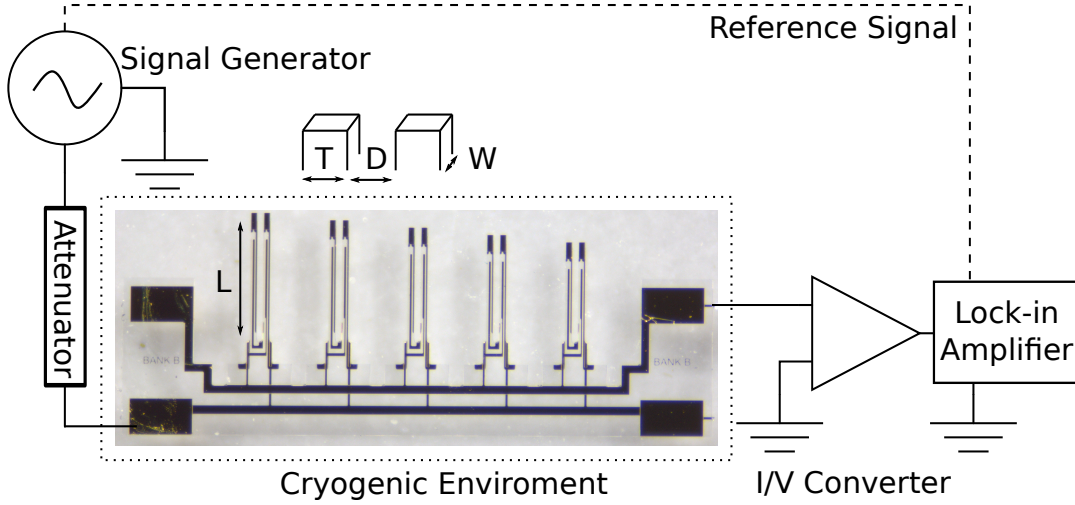 Reference Signal
Signal Generator
T D W
L
Attenuator
BANK B
BANK B
Lock-in
Amplifier
Cryogenic Enviroment
I/V Converter